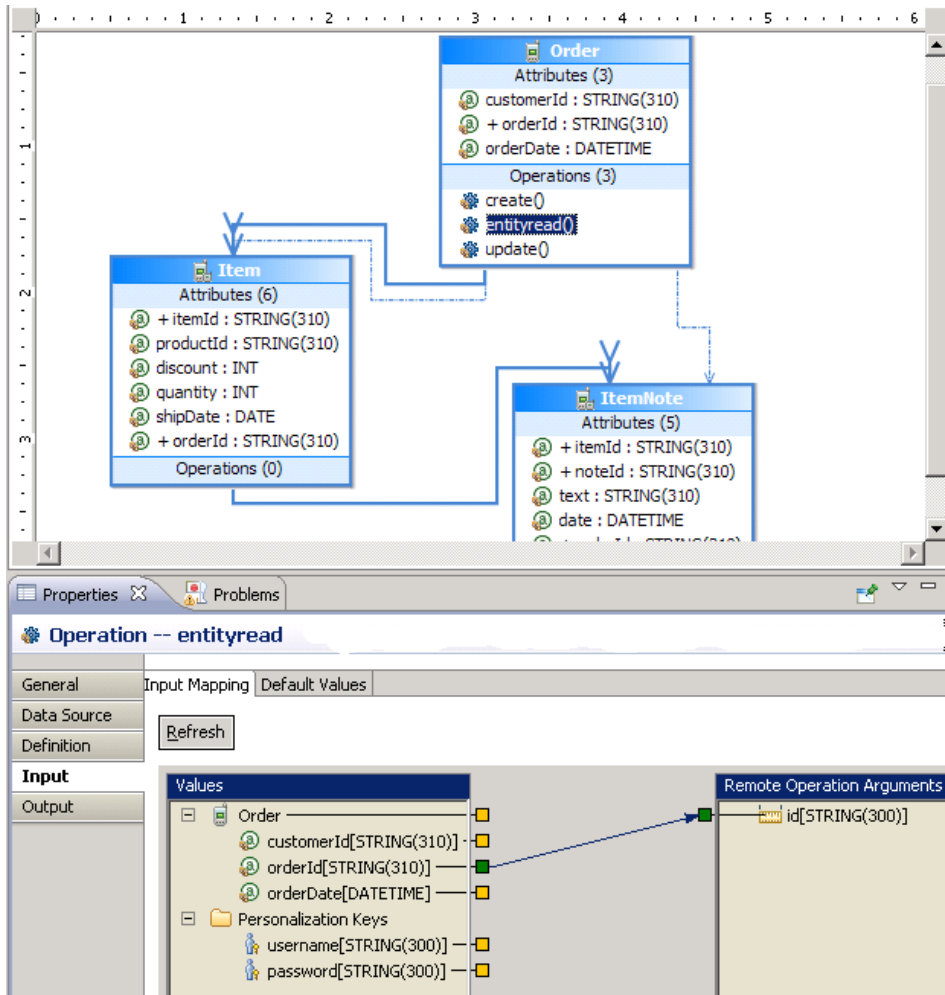 1 2 3 4 5 6
1
2
3
Order
Attributes (3)
customerId : STRING(310)
+ orderId : STRING(310)
orderDate : DATETIME
Operations (3)
create()
entityread()
update()
Item
Attributes (6)
+ itemId : STRING(310)
productId : STRING(310)
discount : INT
quantity : INT
shipDate : DATE
+ orderId : STRING(310)
Operations (0)
ItemNote
Attributes (5)
+ itemId : STRING(310)
+ noteId : STRING(310)
text : STRING(310)
date : DATETIME
Properties Problems
Operation -- entityread
General
Data Source
Definition
Input
Output
Input Mapping Default Values
Refresh
Values
Order
customerId[STRING(310)]
orderId[STRING(310)]
orderDate[DATETIME]
Personalization Keys
username[STRING(300)]
password[STRING(300)]
Remote Operation Arguments
id[STRING(300)]